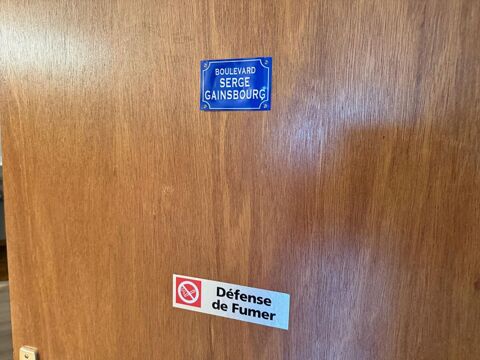 BOULEVARD
SERGE
GAINSBOURG
Défense
de Fumer